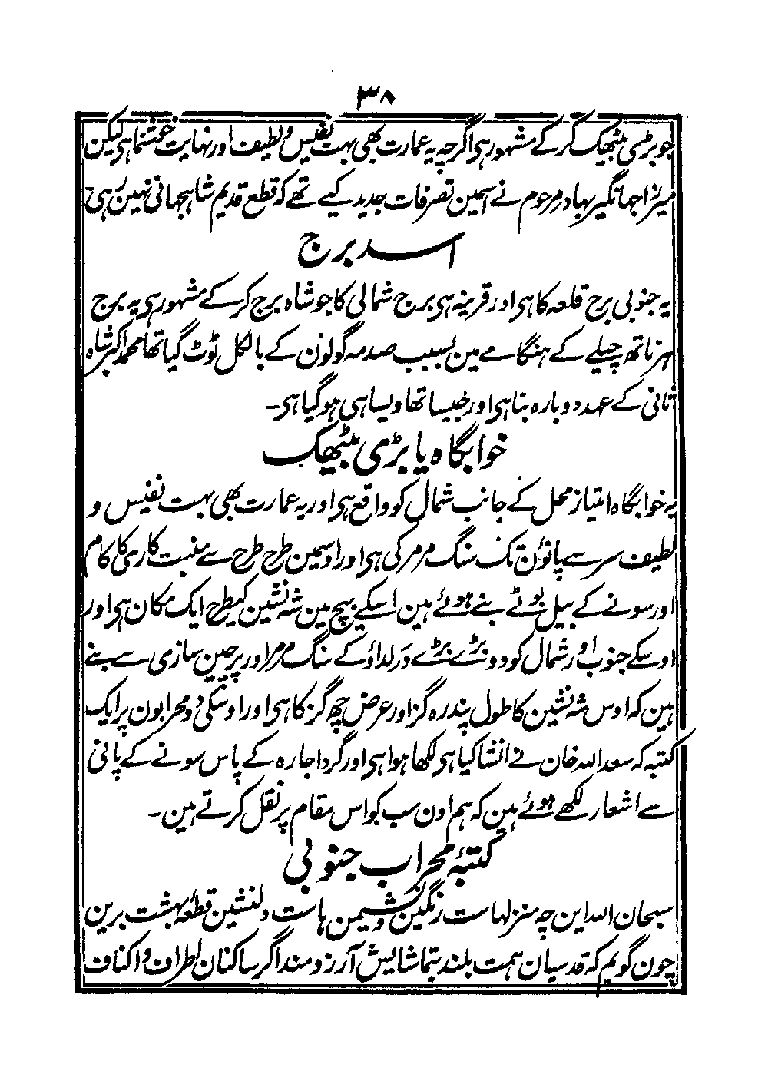 ۳۸
جو بڑی بیٹھک کر کے مشہور ہی اگرچہ یہ عمارت بھی بہت نفیس و لطیف اور نہایت خوشنما ہی لیکن
میرزا جہانگیر بہادر مرحوم نے اسمین تصرفات جدید کیے تھے کہ قطع قدیم شاہجہانی نہین رہی
اسد برج
یہ جنوبی برج قلعہ کا ہی اور قرینہ ہی برج شمالی کا جو شاہ برج کر کے مشہور ہی یہ برج
ہرناتھ چیلے کے ہنگامے مین بسبب صدمہ گولون کے بالکل ٹوٹ گیا تھا محمد اکبر شاہ
ثانی کے عہد دوبارہ بنا ہی اور جیسا تھا ویسا ہی ہو گیا ہی۔
خوابگاہ یا بڑی بیٹھک
یہ خوابگاہ امتیاز محل کے جانب شمال کو واقع ہی اور یہ عمارت بھی بہت نفیس و
لطیف سر سے پانؤن تک سنگ مرمر کی ہی اور اوسمین طرح طرح سے منبت کاری کا کام
اور سونے کے بیل بوٹے بنے ہوئے ہین اسکے بیچ مین شہ نشین کیطرح ایک مکان ہی اور
اوسکے جنوب اور شمال کو دو بڑے بڑے در لداؤ کے سنگ مرمر اور پرچین سازی سے بنے
ہین کہ اوس شہ نشین کا طول پندرہ گز اور عرض چھ گز کا ہی اور اوسکی دو محرابون پر ایک
کتبہ کہ سعد اللہ خان نے انشا کیا ہی لکھا ہوا ہی اور گرد اجارہ کے پاس سونے کے پانی
سے اشعار لکھے ہوئے ہین کہ ہم اون سب کو اس مقام پر نقل کرتے ہین۔
کتبۂ محراب جنوبی
سبحان اللہ این چہ منزلہاست رنگین و نشیمن ہاست دلنشین قطعۂ بہشت برین
چون گویم کہ قدسیان ہمت بلند بتماشایش آرزومند اگر ساکنان اطراف و اکناف